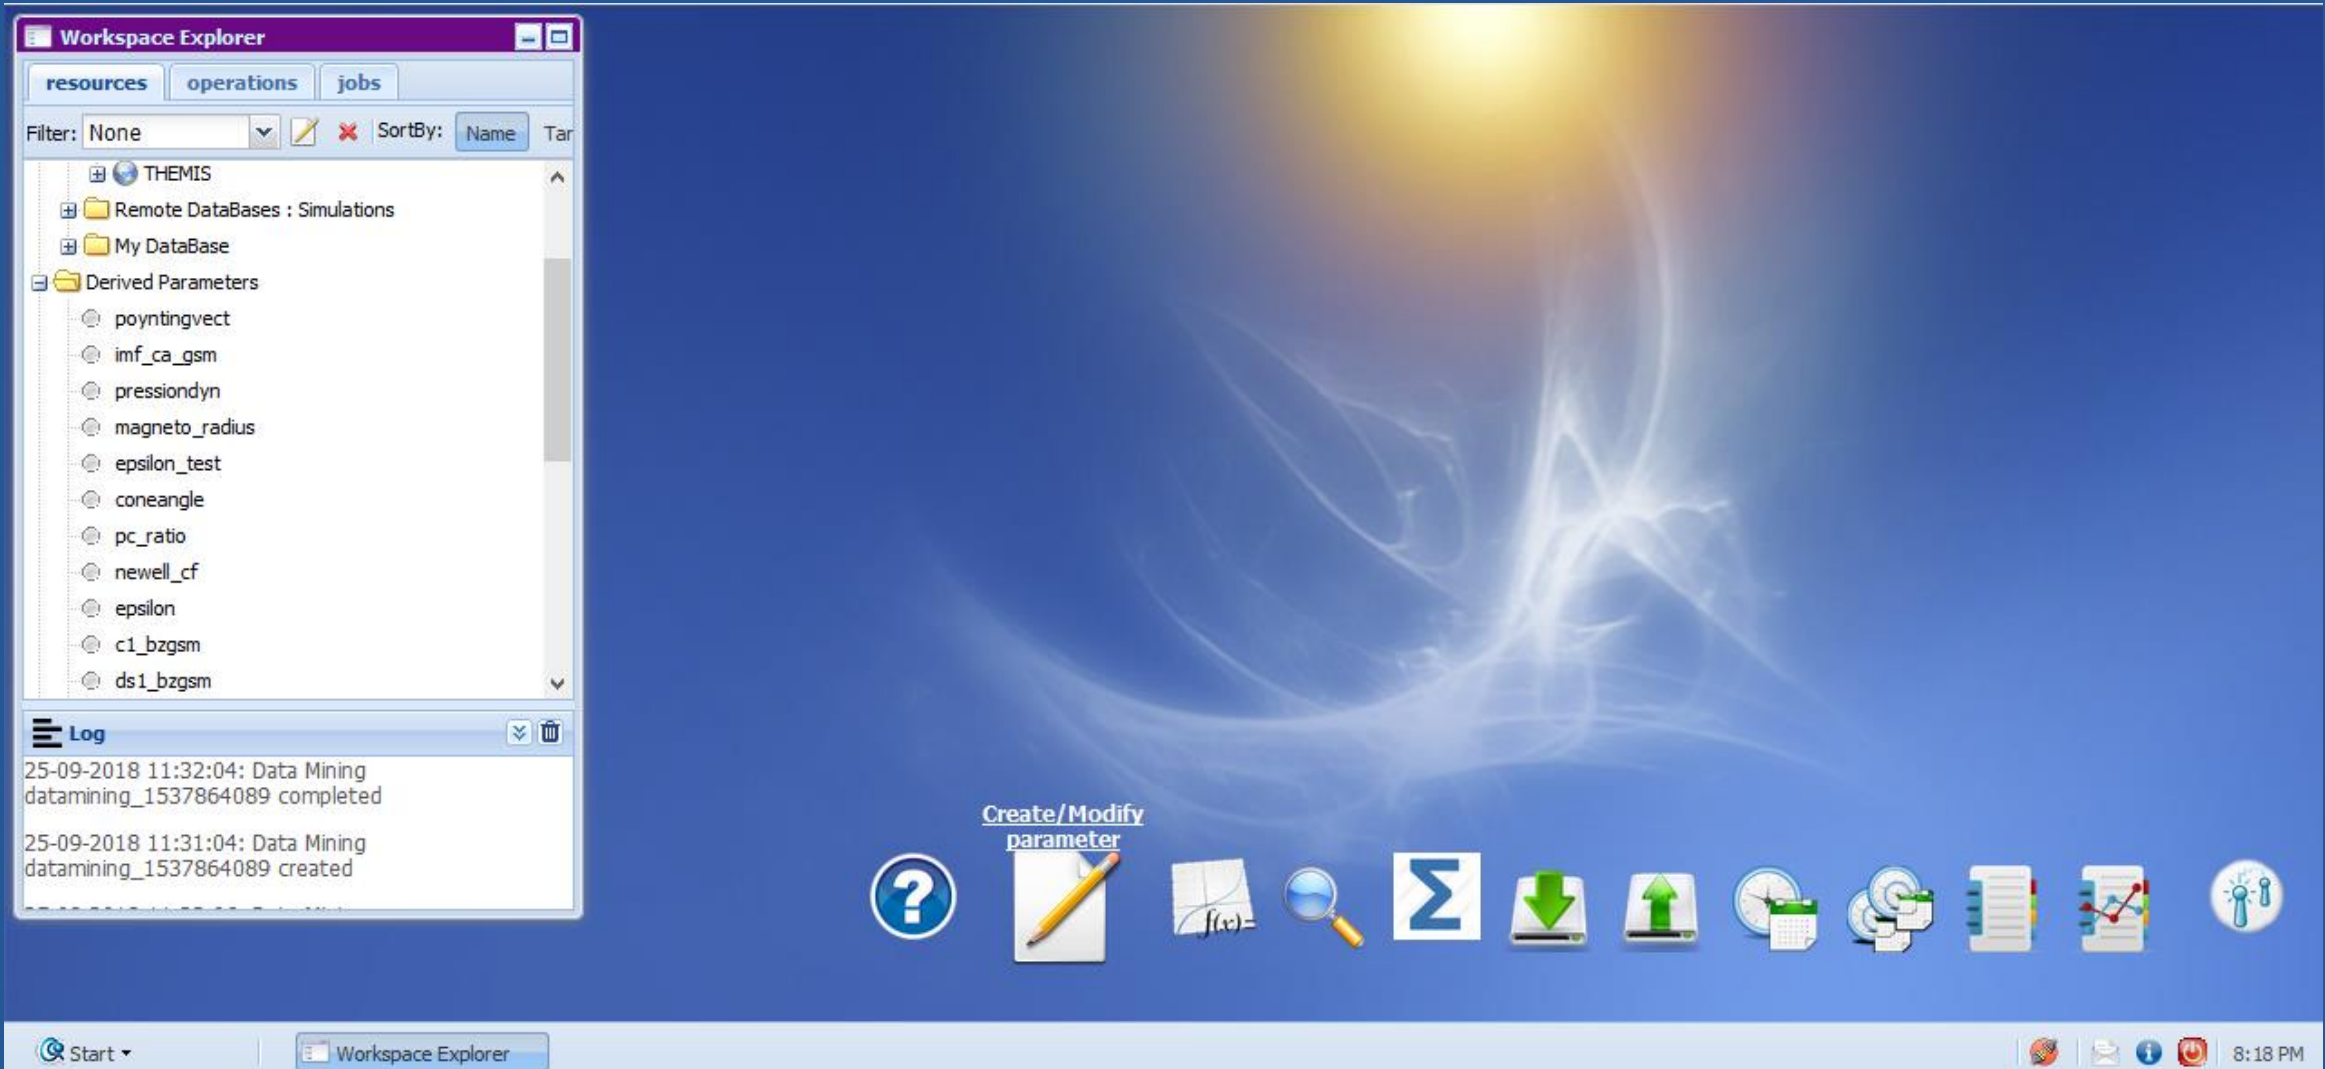 Workspace Explorer
resources operations jobs
Filter: None SortBy: Name Tar
THEMIS
Remote DataBases : Simulations
My DataBase
Derived Parameters
poyntingvect
imf_ca_gsm
pressiondyn
magneto_radius
epsilon_test
coneangle
pc_ratio
newell_cf
epsilon
c1_bzgsm
ds1_bzgsm
Log
25-09-2018 11:32:04: Data Mining
datamining_1537864089 completed
25-09-2018 11:31:04: Data Mining
datamining_1537864089 created
Create/Modify
parameter
?
f(x)=
Σ
Start
Workspace Explorer
8:18 PM